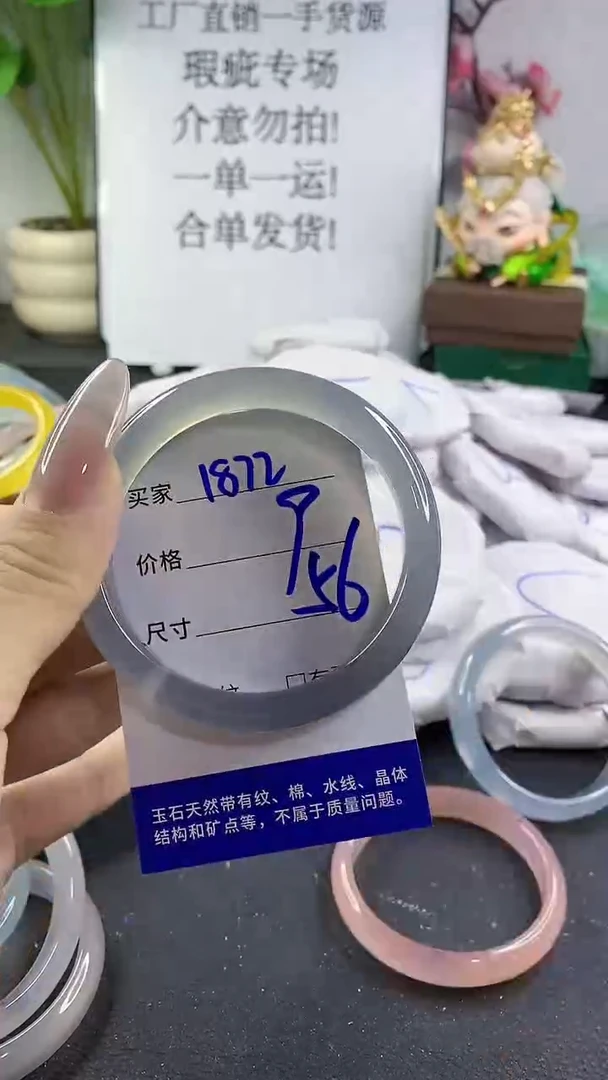 工厂直销一手货源
瑕疵专场
介意勿拍!
一单一运!
合单发货!
买家 1872
价格
尺寸 56
玉石天然带有纹、棉、水线、晶体
结构和矿点等，不属于质量问题。